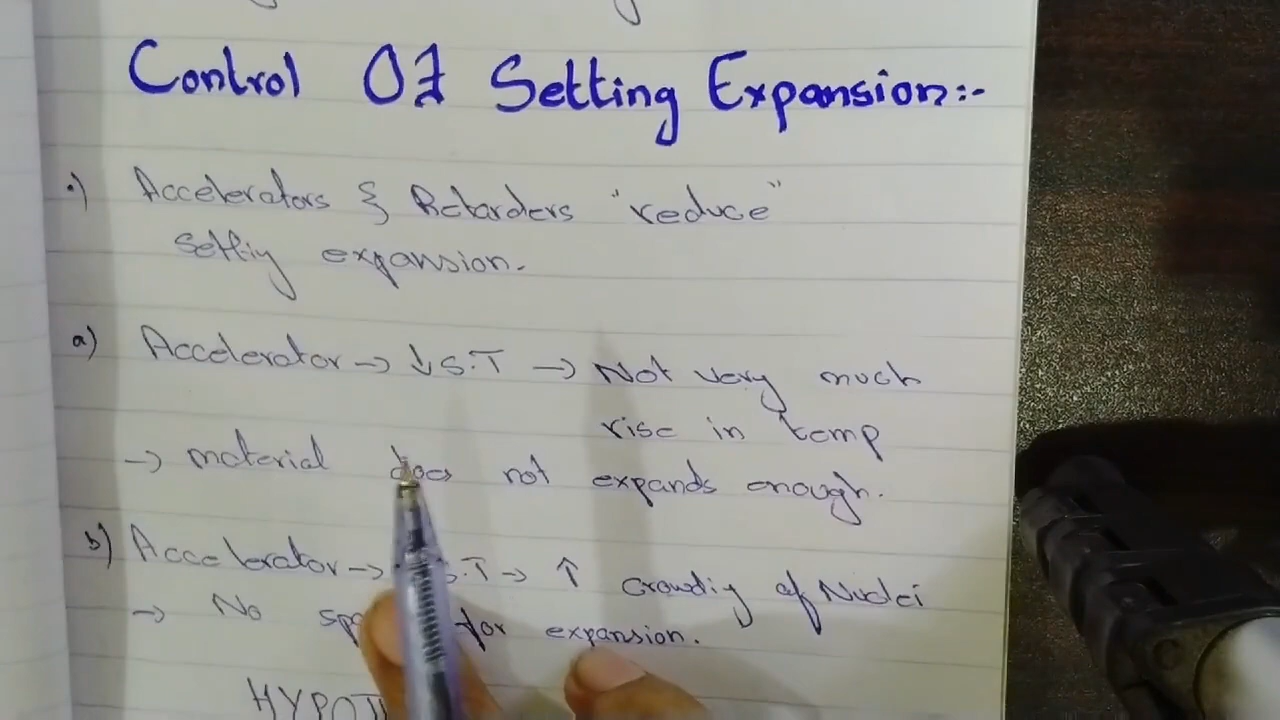 Control Of Setting Expansion:-
•) Accelerators & Retarders "reduce"
setting expansion.
a) Accelerator → ↓ S.T → Not very much
rise in temp
→ material does not expands enough.
b) Accelerator → S.T → ↑ crowdig of Nuclei
→ No for expansion.